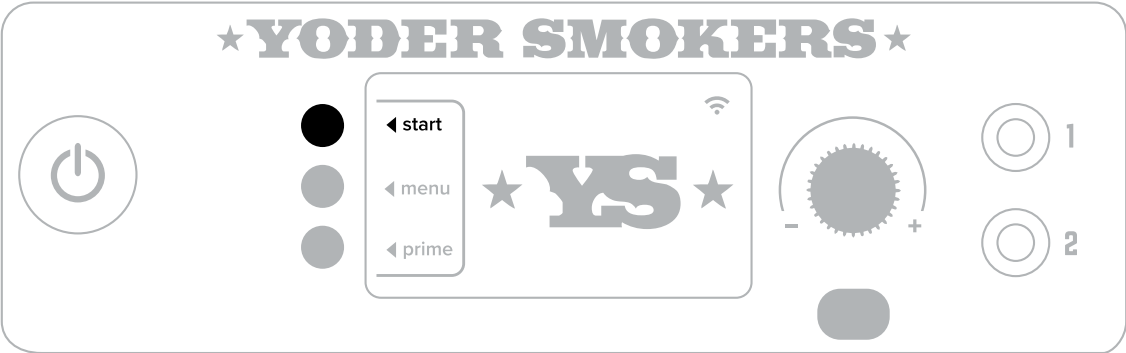 YODER SMOKERS
start
menu
YS
prime
- +
1
2